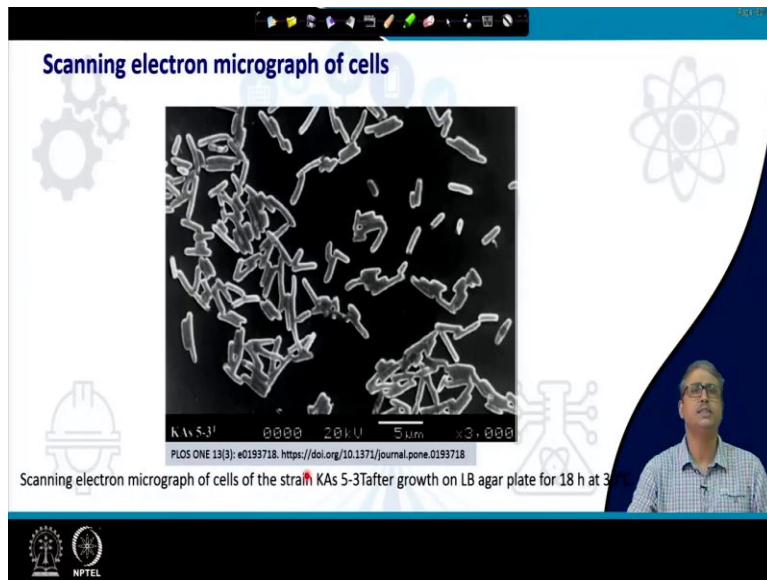 Scanning electron micrograph of cells
KAs 5-3T
0000 20kU 5μm x3,000
PLOS ONE 13(3): e0193718. https://doi.org/10.1371/journal.pone.0193718
Scanning electron micrograph of cells of the strain KAs 5-3Tafter growth on LB agar plate for 18 h at
NPTEL